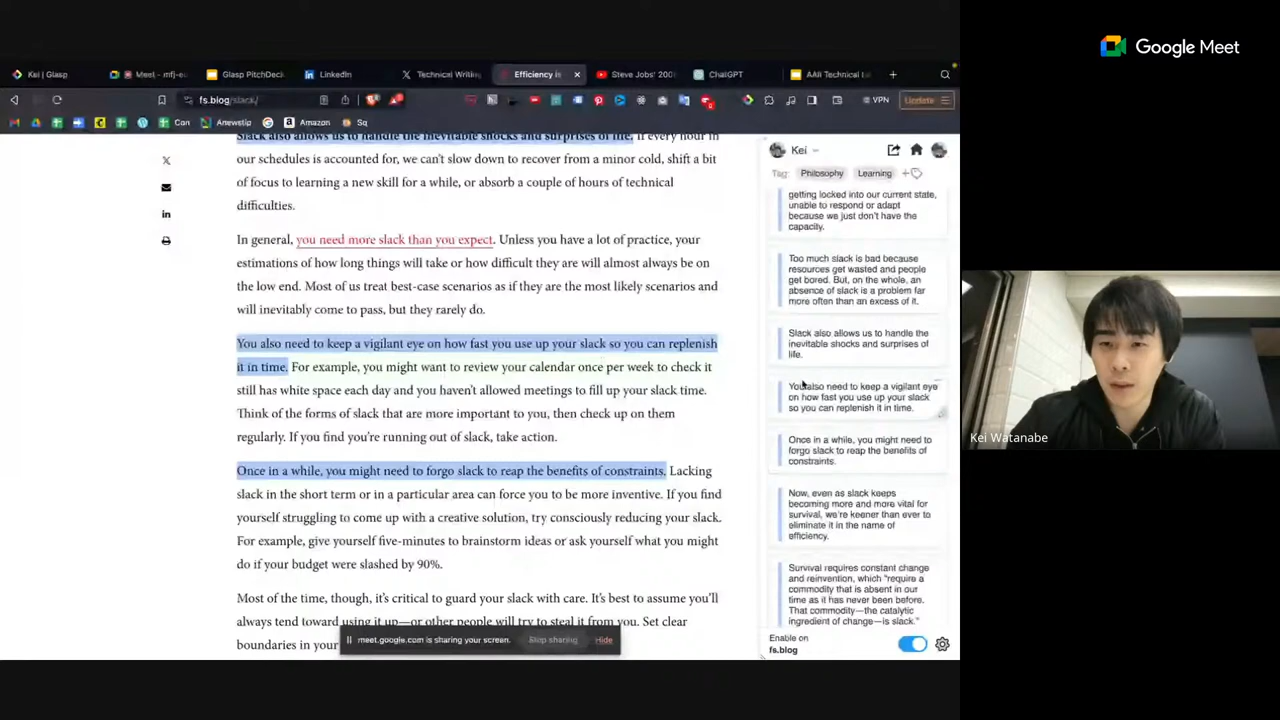 Google Meet
Kei | Glasp
Meet - mfj-e
Glasp PitchDeck
LinkedIn
Technical Writing
Efficiency is
Steve Jobs' 200
ChatGPT
AAII Technical L
fs.blog/slack/
VPN
Update
Amazon
Sq
Slack also allows us to handle the inevitable shocks and surprises of life. If every hour in
our schedules is accounted for, we can't slow down to recover from a minor cold, shift a bit
of focus to learning a new skill for a while, or absorb a couple of hours of technical
difficulties.
In general, you need more slack than you expect. Unless you have a lot of practice, your
estimations of how long things will take or how difficult they are will almost always be on
the low end. Most of us treat best-case scenarios as if they are the most likely scenarios and
will inevitably come to pass, but they rarely do.
You also need to keep a vigilant eye on how fast you use up your slack so you can replenish
it in time. For example, you might want to review your calendar once per week to check it
still has white space each day and you haven't allowed meetings to fill up your slack time.
Think of the forms of slack that are more important to you, then check up on them
regularly. If you find you're running out of slack, take action.
Once in a while, you might need to forgo slack to reap the benefits of constraints. Lacking
slack in the short term or in a particular area can force you to be more inventive. If you find
yourself struggling to come up with a creative solution, try consciously reducing your slack.
For example, give yourself five-minutes to brainstorm ideas or ask yourself what you might
do if your budget were slashed by 90%.
Most of the time, though, it's critical to guard your slack with care. It's best to assume you'll
always tend toward using it up—or other people will try to steal it from you. Set clear
boundaries in your
meet.google.com is sharing your screen.
Stop sharing
Hide
Kei
Tag:
Philosophy
Learning
getting locked into our current state,
unable to respond or adapt
because we just don't have the
capacity.
Too much slack is bad because
resources get wasted and people
get bored. But, on the whole, an
absence of slack is a problem far
more often than an excess of it.
Slack also allows us to handle the
inevitable shocks and surprises of
life.
You also need to keep a vigilant eye
on how fast you use up your slack
so you can replenish it in time.
Once in a while, you might need to
forgo slack to reap the benefits of
constraints.
Now, even as slack keeps
becoming more and more vital for
survival, we're keener than ever to
eliminate it in the name of
efficiency.
Survival requires constant change
and reinvention, which "require a
commodity that is absent in our
time as it has never been before.
That commodity—the catalytic
ingredient of change—is slack."
Enable on
fs.blog
Kei Watanabe